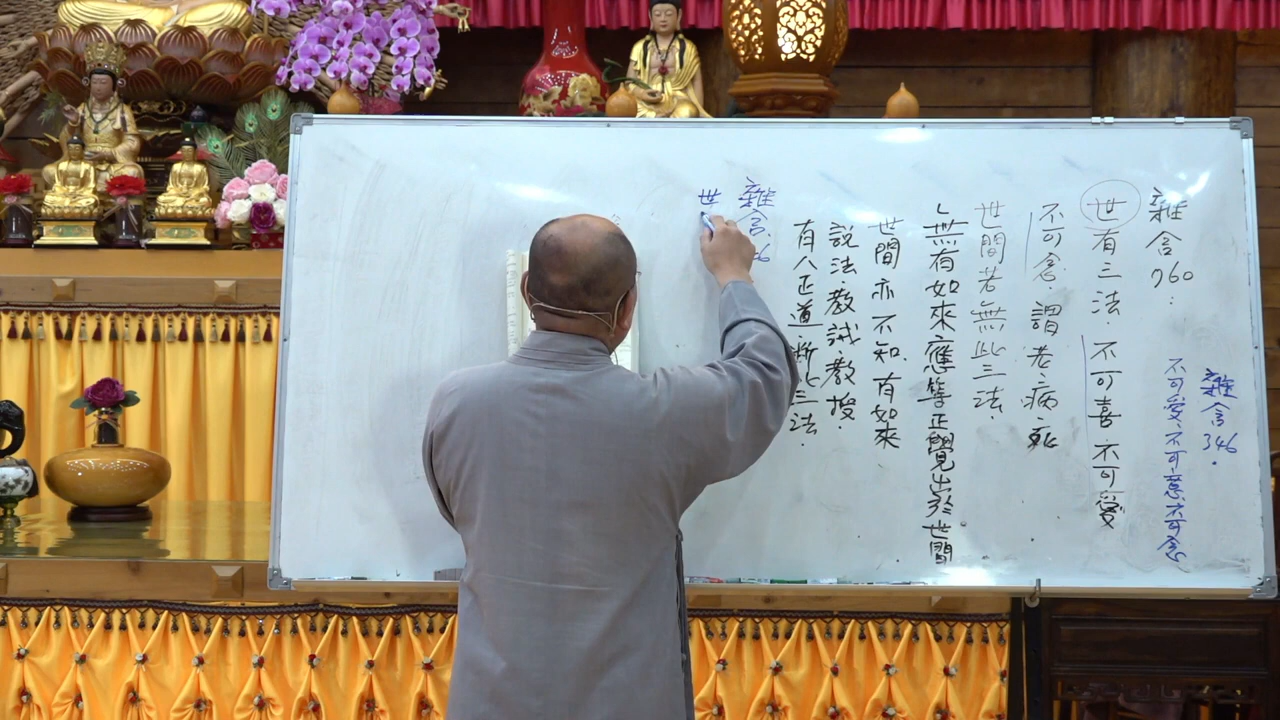 雜含346.
不可愛、不可意、不可念
雜含760:
世有三法.不可喜.不可愛
不可念.謂老.病.死
世間若無此三法.
無有如來應等正覺出於世間
世間亦不知.有如來
說法.教誡.教授
有八正道.斷此三法.
雜含.
世